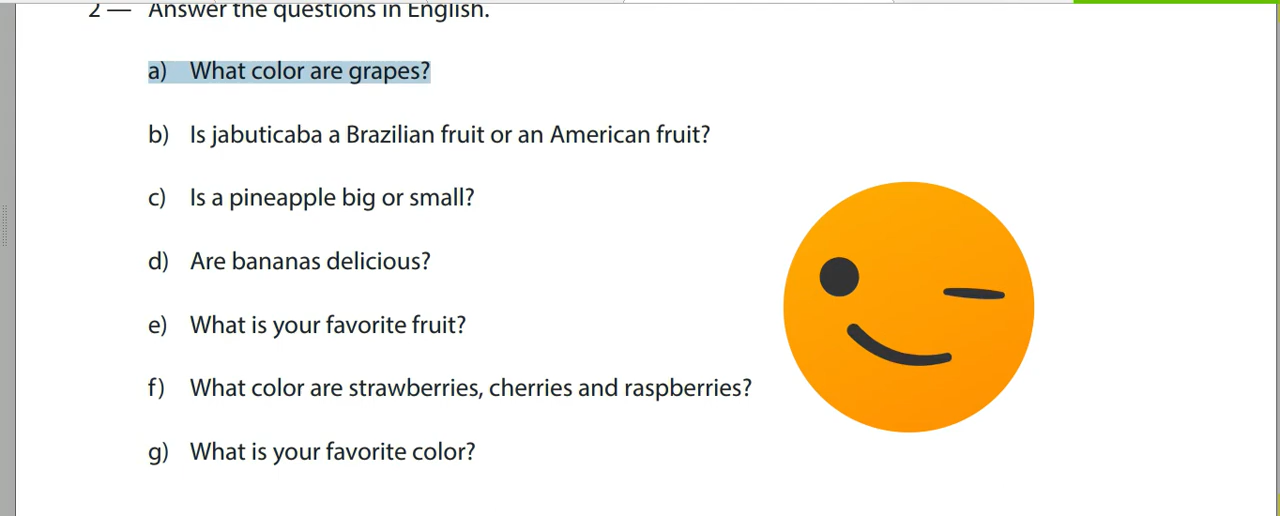 2 — Answer the questions in English.
a) What color are grapes?
b) Is jabuticaba a Brazilian fruit or an American fruit?
c) Is a pineapple big or small?
d) Are bananas delicious?
e) What is your favorite fruit?
f) What color are strawberries, cherries and raspberries?
g) What is your favorite color?